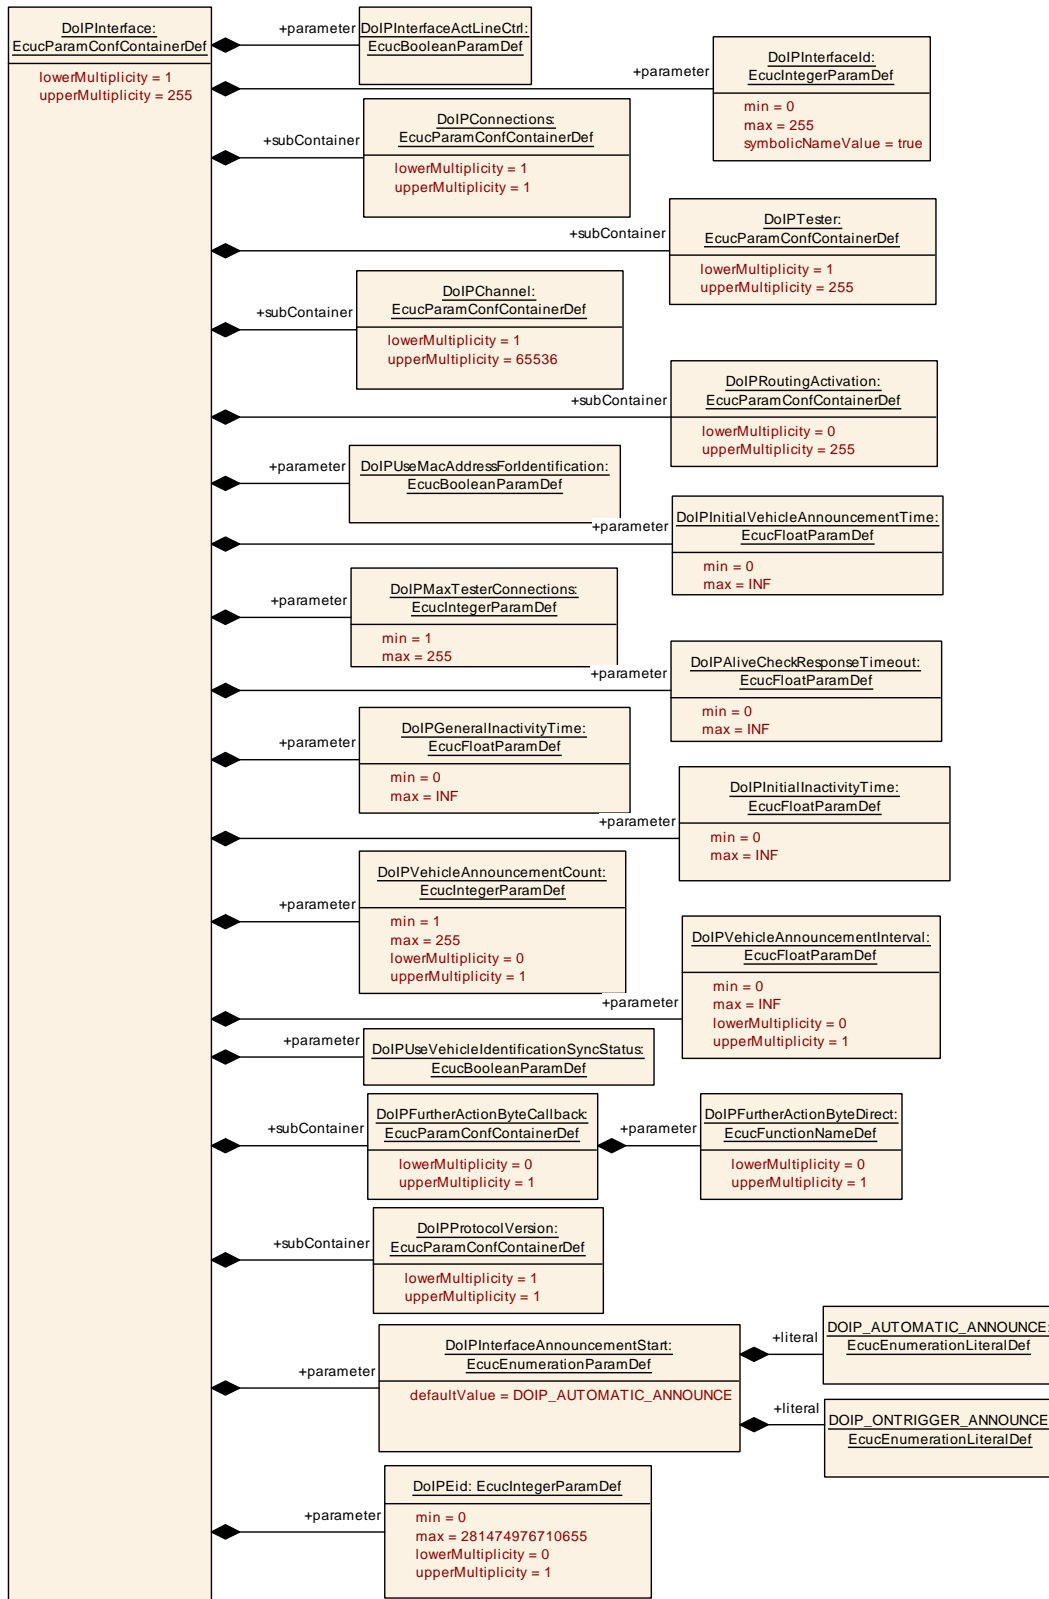 DoIPInterface:
EcucParamConfContainerDef
lowerMultiplicity = 1
upperMultiplicity = 255
+parameter
DoIPInterfaceActLineCtrl:
EcucBooleanParamDef
+parameter
DoIPInterfaceId:
EcucIntegerParamDef
min = 0
max = 255
symbolicNameValue = true
+subContainer
DoIPConnections:
EcucParamConfContainerDef
lowerMultiplicity = 1
upperMultiplicity = 1
+subContainer
DoIPTester:
EcucParamConfContainerDef
lowerMultiplicity = 1
upperMultiplicity = 255
+subContainer
DoIPChannel:
EcucParamConfContainerDef
lowerMultiplicity = 1
upperMultiplicity = 65536
+subContainer
DoIPRoutingActivation:
EcucParamConfContainerDef
lowerMultiplicity = 0
upperMultiplicity = 255
+parameter
DoIPUseMacAddressForIdentification:
EcucBooleanParamDef
+parameter
DoIPInitialVehicleAnnouncementTime:
EcucFloatParamDef
min = 0
max = INF
+parameter
DoIPMaxTesterConnections:
EcucIntegerParamDef
min = 1
max = 255
+parameter
DoIPAliveCheckResponseTimeout:
EcucFloatParamDef
min = 0
max = INF
+parameter
DoIPGeneralInactivityTime:
EcucFloatParamDef
min = 0
max = INF
+parameter
DoIPInitialInactivityTime:
EcucFloatParamDef
min = 0
max = INF
+parameter
DoIPVehicleAnnouncementCount:
EcucIntegerParamDef
min = 1
max = 255
lowerMultiplicity = 0
upperMultiplicity = 1
+parameter
DoIPVehicleAnnouncementInterval:
EcucFloatParamDef
min = 0
max = INF
lowerMultiplicity = 0
upperMultiplicity = 1
+parameter
DoIPUseVehicleIdentificationSyncStatus:
EcucBooleanParamDef
+subContainer
DoIPFurtherActionByteCallback:
EcucParamConfContainerDef
lowerMultiplicity = 0
upperMultiplicity = 1
+parameter
DoIPFurtherActionByteDirect:
EcucFunctionNameDef
lowerMultiplicity = 0
upperMultiplicity = 1
+subContainer
DoIPProtocolVersion:
EcucParamConfContainerDef
lowerMultiplicity = 1
upperMultiplicity = 1
+parameter
DoIPInterfaceAnnouncementStart:
EcucEnumerationParamDef
defaultValue = DOIP_AUTOMATIC_ANNOUNCE
+literal
DOIP_AUTOMATIC_ANNOUNCE:
EcucEnumerationLiteralDef
+literal
DOIP_ONTRIGGER_ANNOUNCE
EcucEnumerationLiteralDef
+parameter
DoIPEid: EcucIntegerParamDef
min = 0
max = 281474976710655
lowerMultiplicity = 0
upperMultiplicity = 1